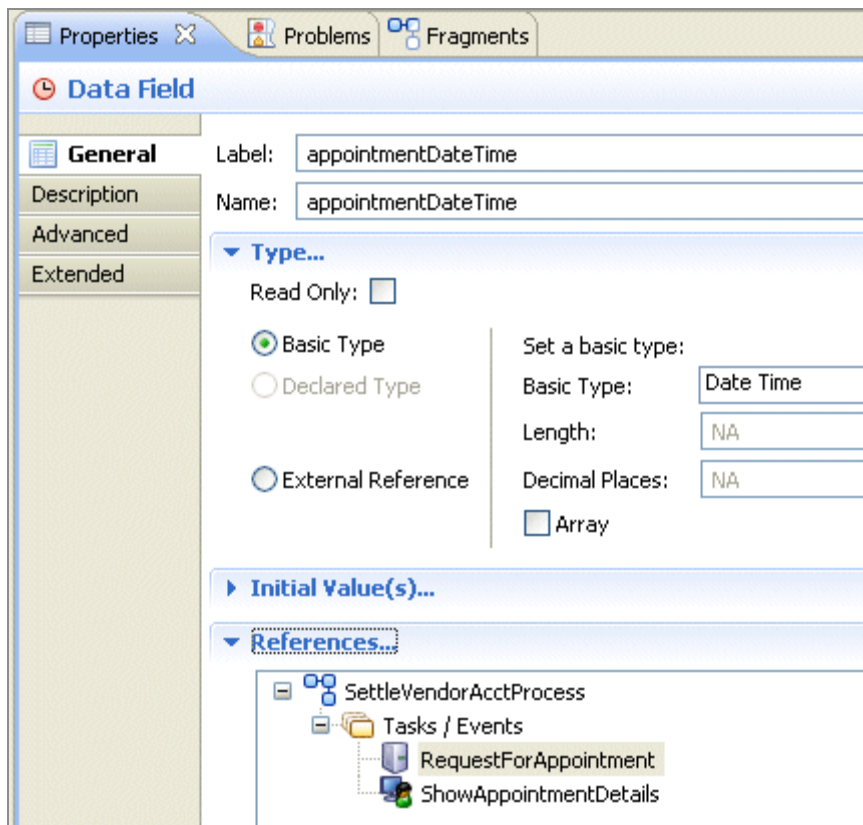 Properties Problems Fragments
Data Field
General
Description
Advanced
Extended
Label: appointmentDateTime
Name: appointmentDateTime
Type...
Read Only:
Basic Type
Declared Type
External Reference
Set a basic type:
Basic Type: Date Time
Length: NA
Decimal Places: NA
Array
Initial Value(s)...
References...
SettleVendorAcctProcess
Tasks / Events
RequestForAppointment
ShowAppointmentDetails